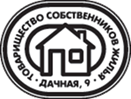 ТОВАРИЩЕСТВО СОБСТВЕННИКОВ ЖИЛЬЯ
· ДАЧНАЯ, 9 ·